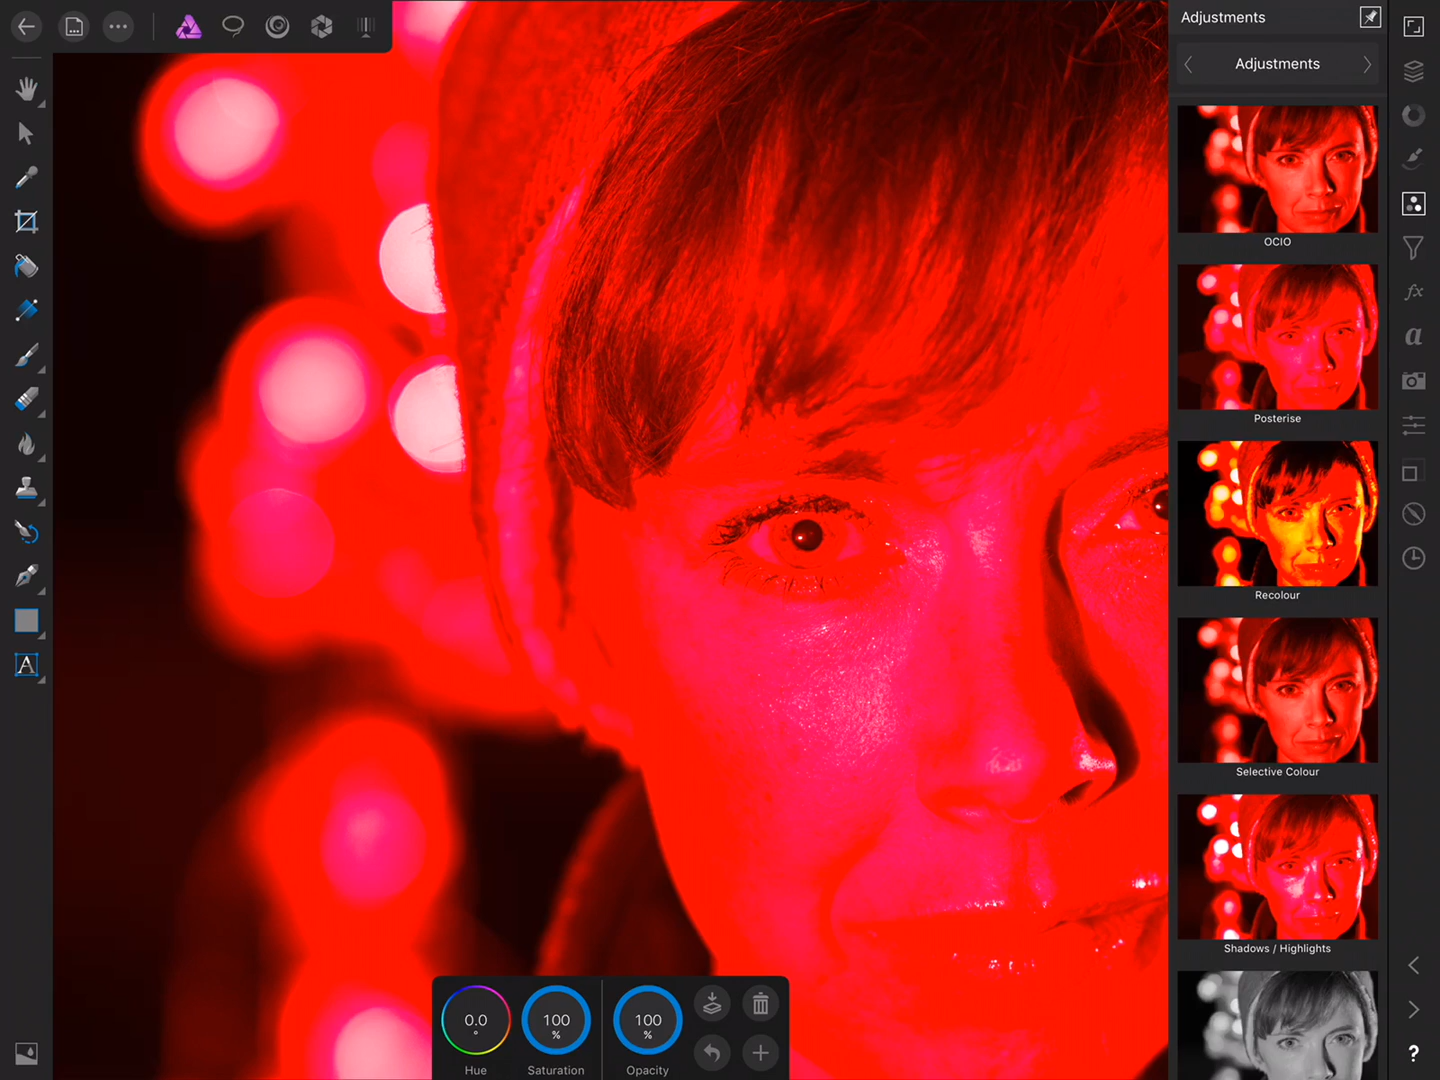 Adjustments
Adjustments
OCIO
Posterise
Recolour
Selective Colour
Shadows / Highlights
fx
a
A
0.0
°
Hue
100
%
Saturation
100
%
Opacity
?